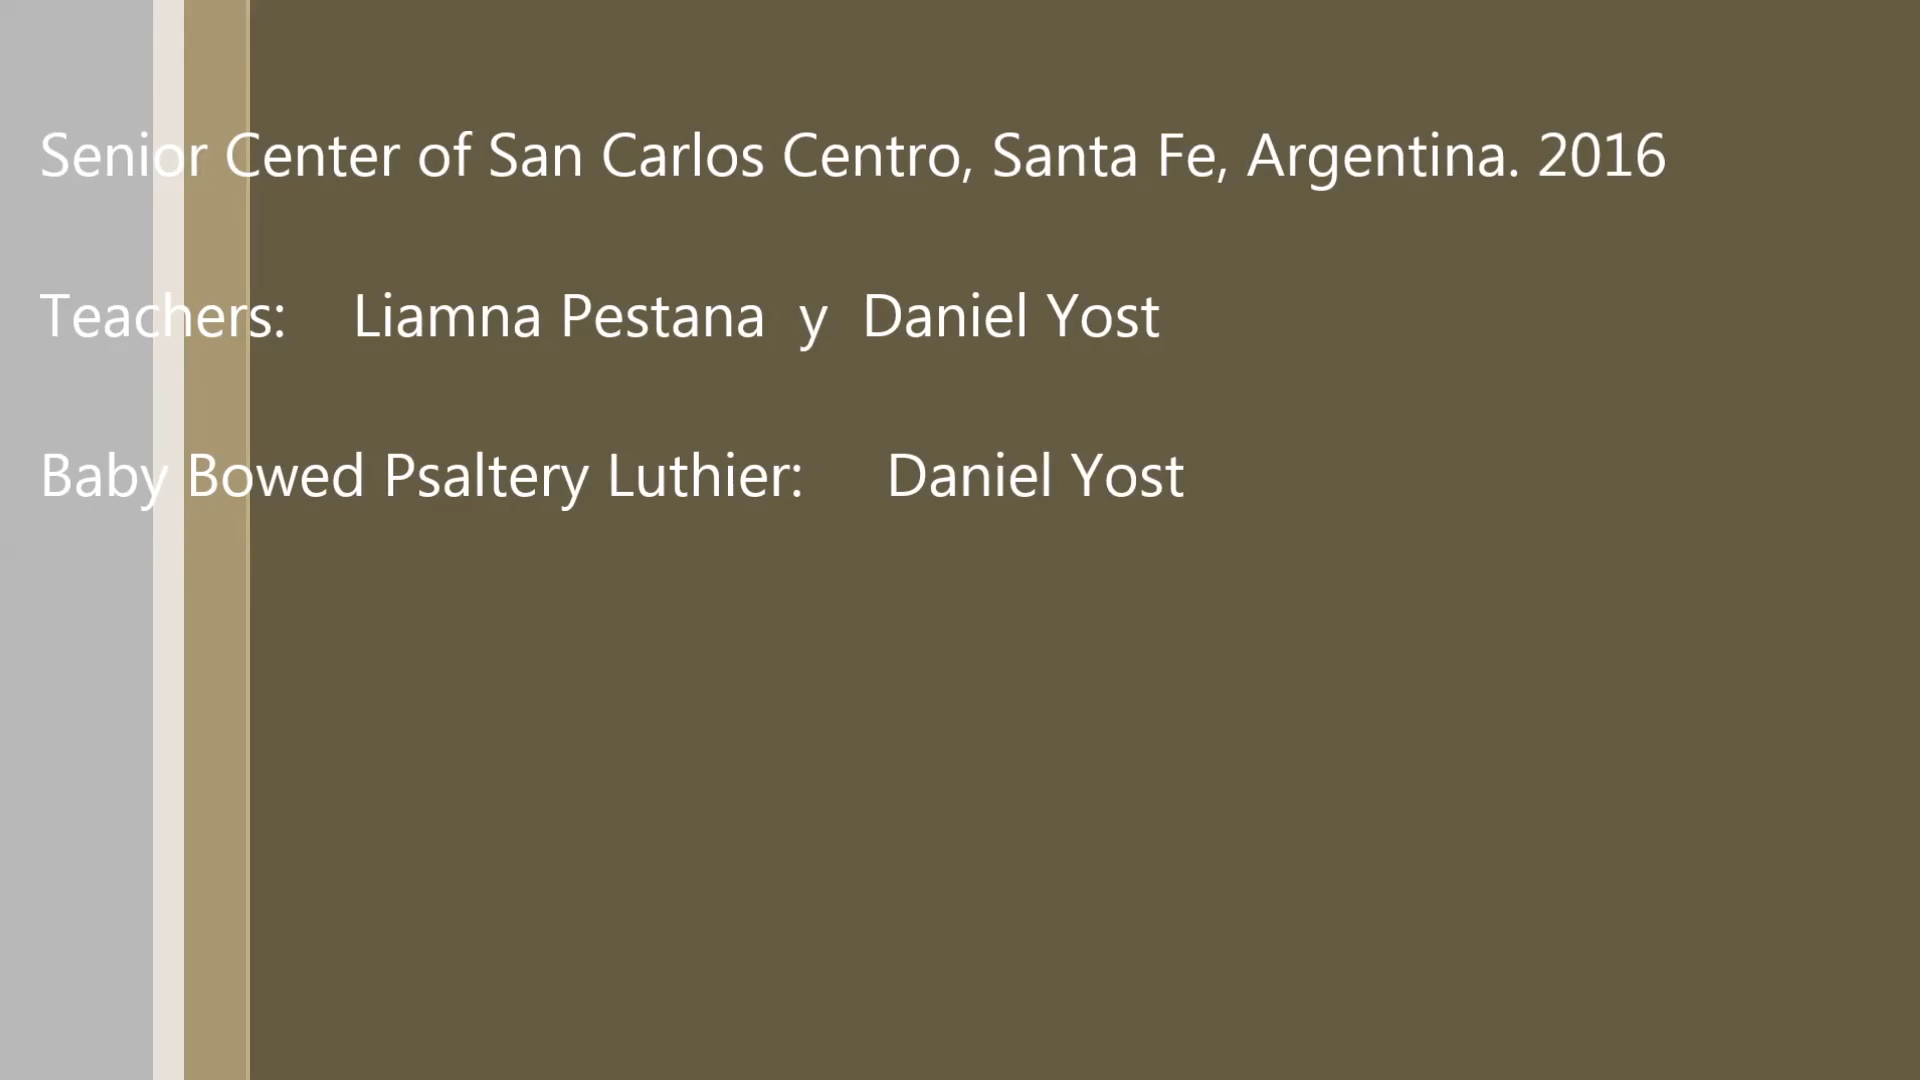 Senior Center of San Carlos Centro, Santa Fe, Argentina. 2016
Teachers: Liamna Pestana y Daniel Yost
Baby Bowed Psaltery Luthier: Daniel Yost